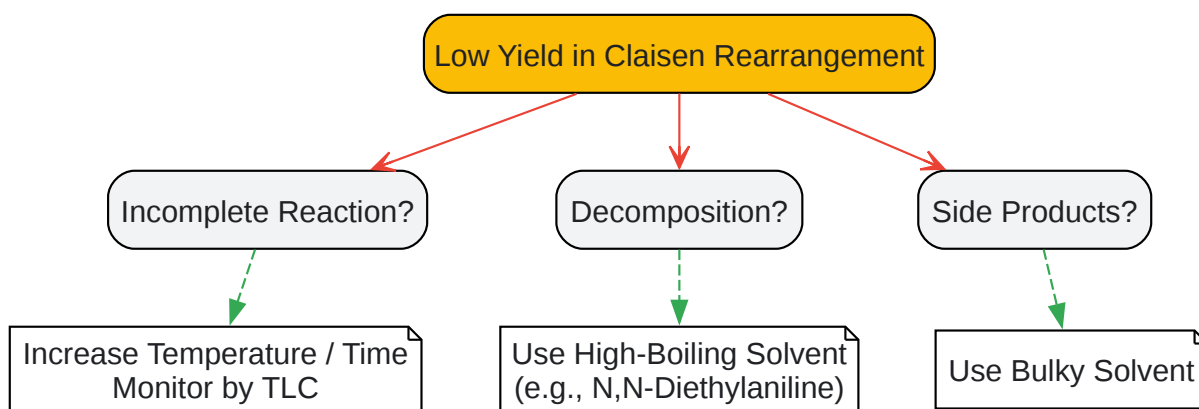 Low Yield in Claisen Rearrangement
Incomplete Reaction?
Decomposition?
Side Products?
Increase Temperature / Time
Monitor by TLC
Use High-Boiling Solvent
(e.g., N,N-Diethylaniline)
Use Bulky Solvent